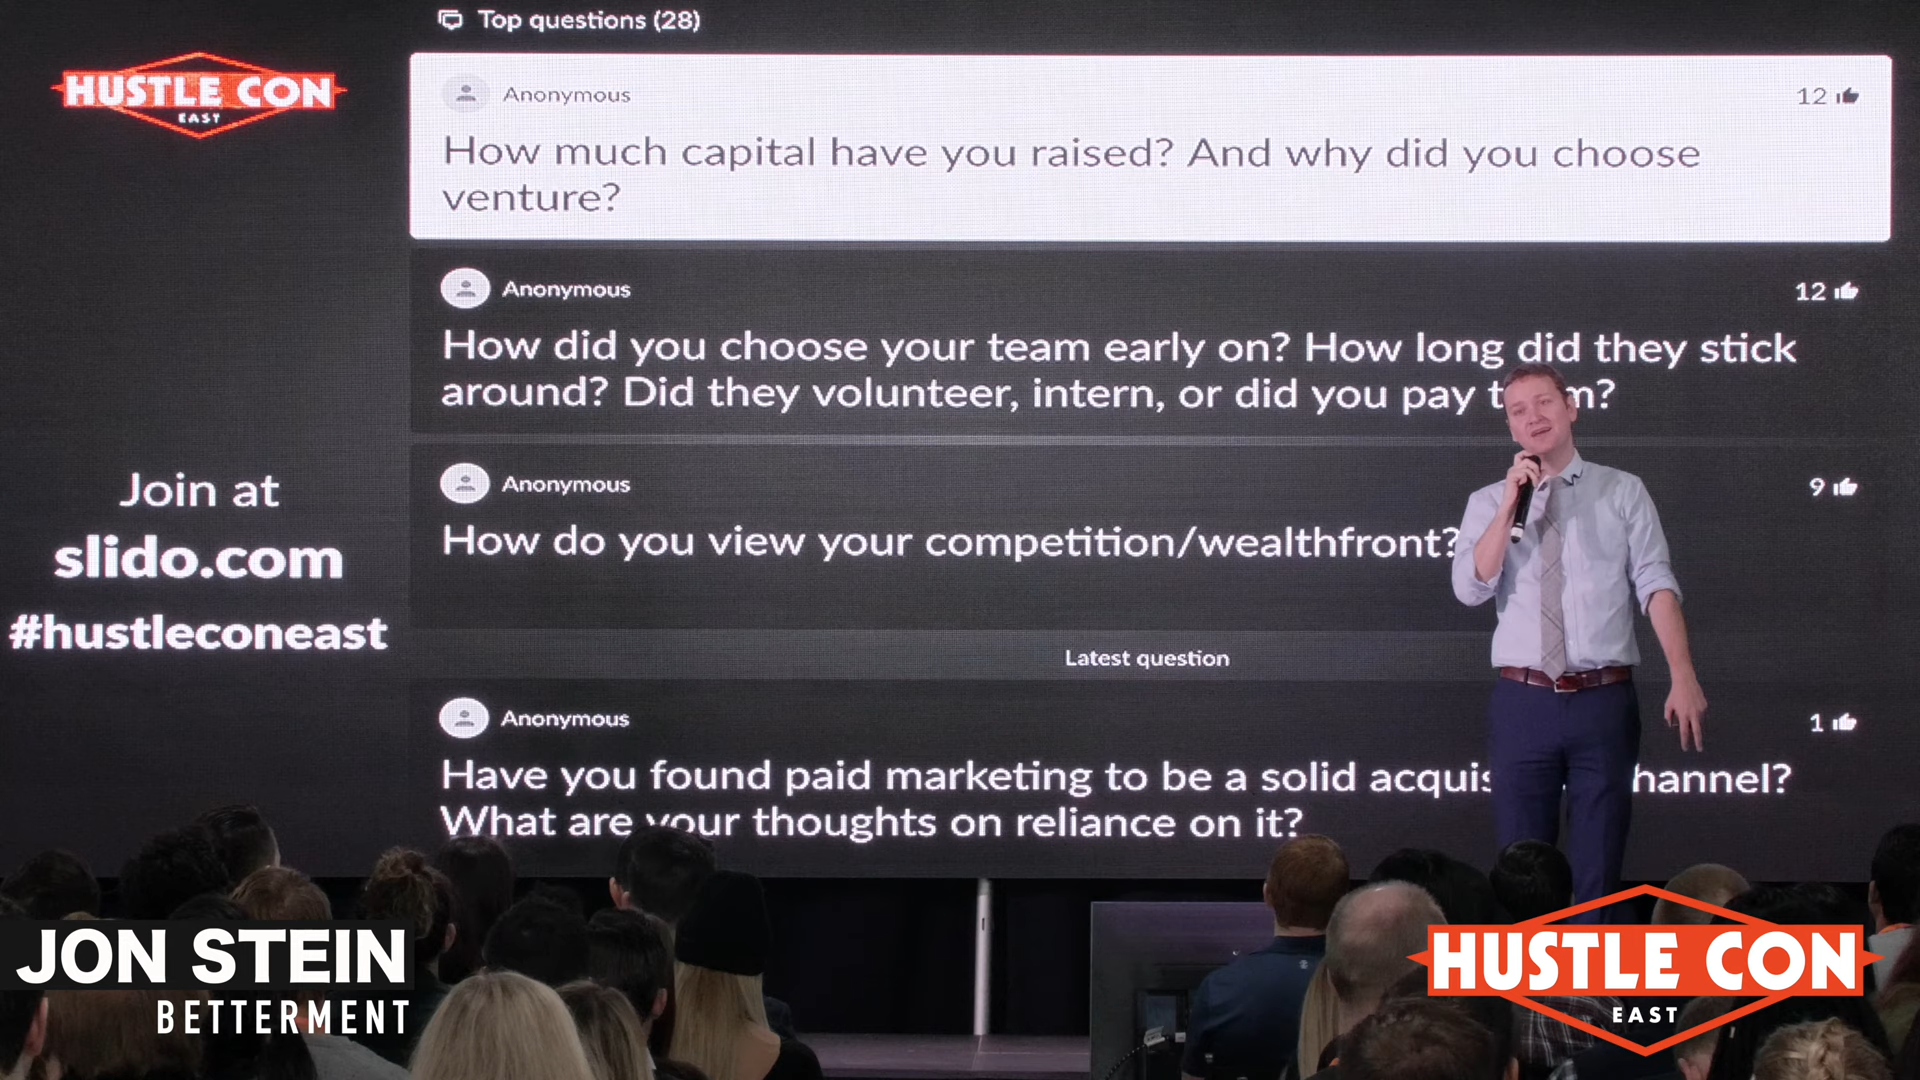 Top questions (28)
HUSTLE CON
EAST
Anonymous
12
How much capital have you raised? And why did you choose
venture?
Anonymous
12
How did you choose your team early on? How long did they stick
around? Did they volunteer, intern, or did you pay
Anonymous
9
How do you view your competition/wealthfront?
Join at
slido.com
#hustleconeast
Latest question
Anonymous
1
Have you found paid marketing to be a solid
What are your thoughts on reliance on it?
JON STEIN
BETTERMENT
HUSTLE CON
EAST